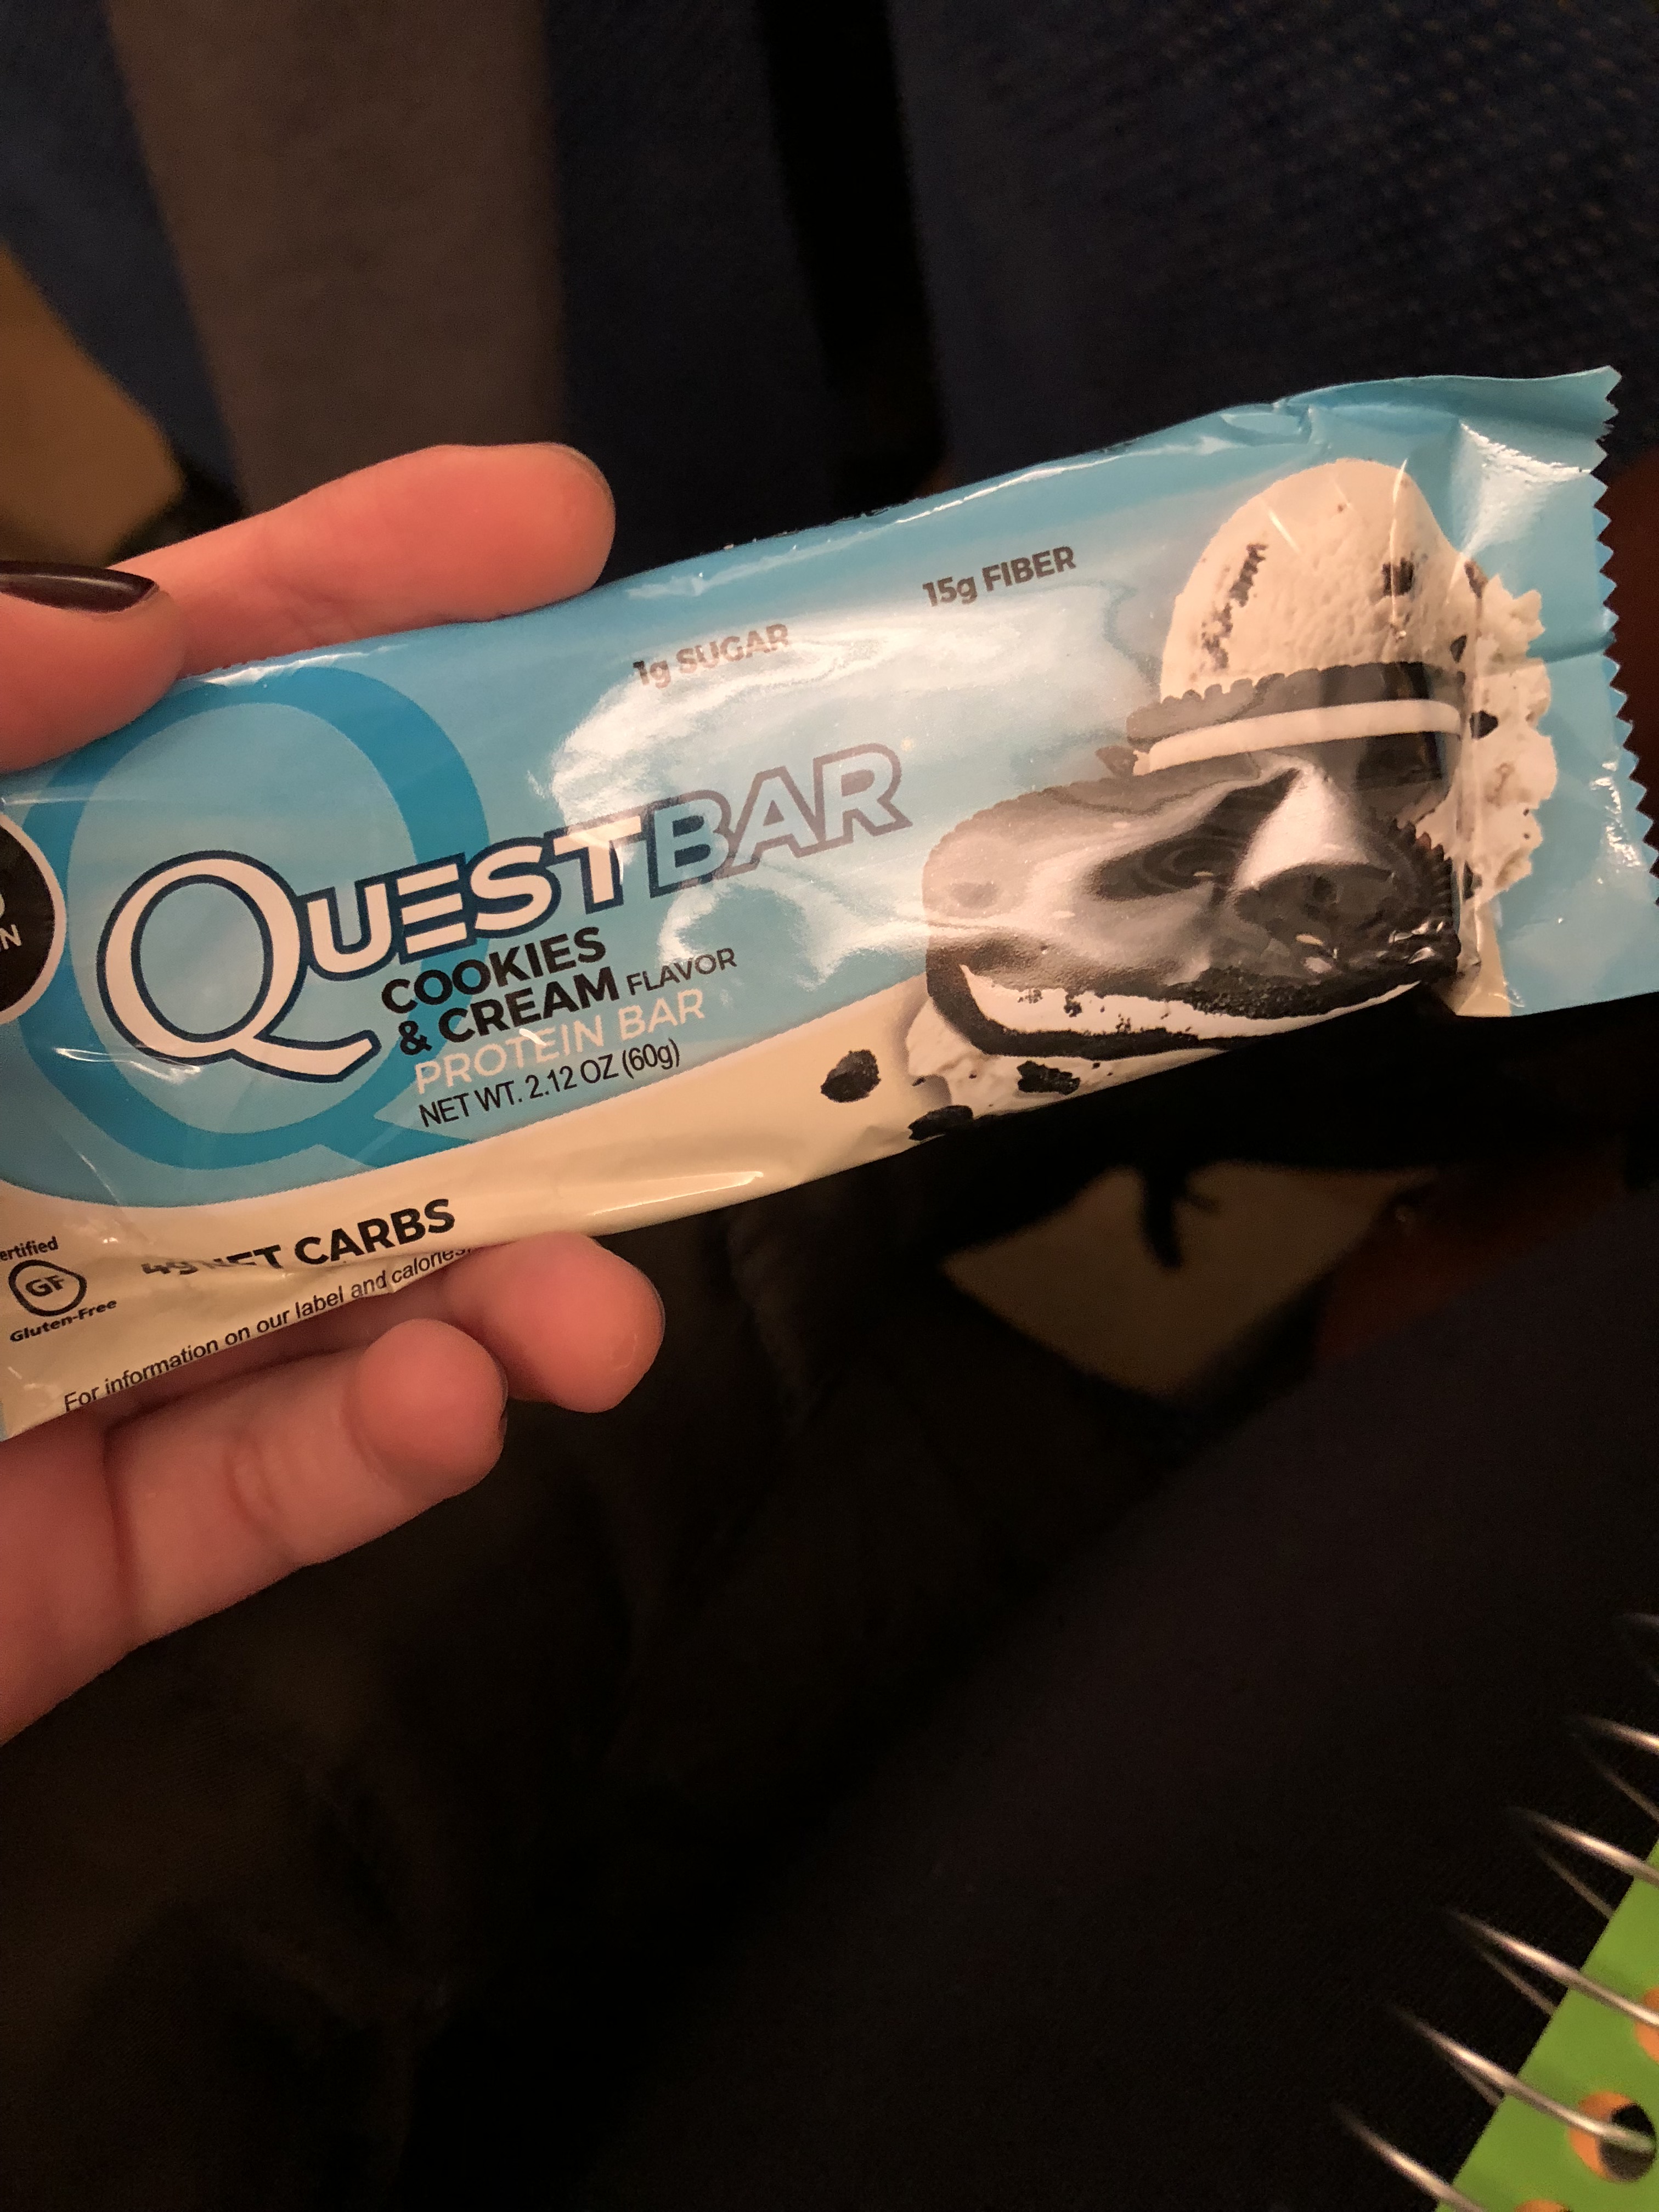 1g SUGAR
15g FIBER
QUESTBAR
COOKIES
& CREAM FLAVOR
PROTEIN BAR
NET WT. 2.12 OZ (60g)
4g NET CARBS
GF
Gluten-Free
For information on our label and calories,